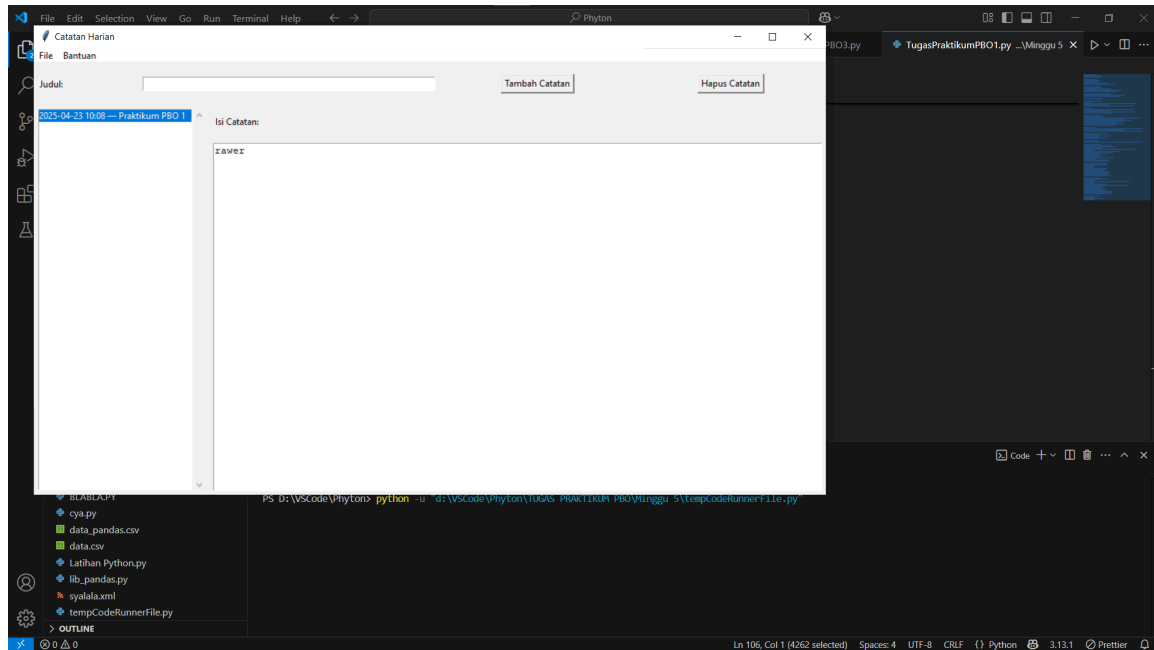 File Edit Selection View Go Run Terminal Help
Phyton
Catatan Harian
File Bantuan
PBO3.py
TugasPraktikumPBO1.py ...\Minggu 5
Judul:
Tambah Catatan
Hapus Catatan
2025-04-23 10:08 — Praktikum PBO 1
Isi Catatan:
rawer
Code
BLABLA.PY
PS D:\VSCode\Phyton> python -u "d:\VSCode\Phyton\TUGAS PRAKTIKUM PBO\Minggu 5\tempCodeRunnerFile.py"
cya.py
data_pandas.csv
data.csv
Latihan Python.py
lib_pandas.py
syalala.xml
tempCodeRunnerFile.py
OUTLINE
0 0
Ln 106, Col 1 (4262 selected) Spaces: 4 UTF-8 CRLF {} Python 3.13.1 Prettier